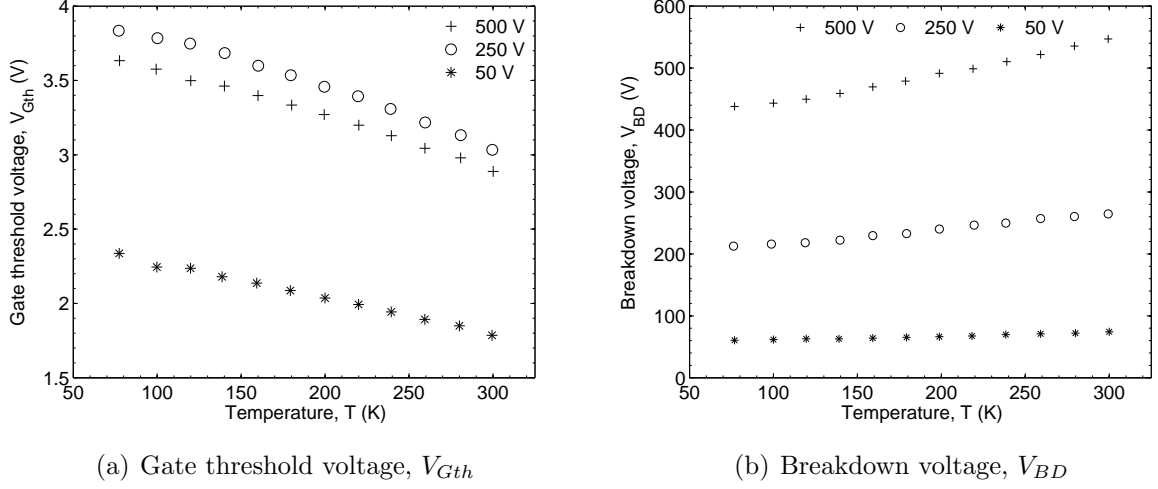 4
3.5
3
2.5
2
1.5
50 100 150 200 250 300
Gate threshold voltage, V_Gth (V)
Temperature, T (K)
500 V
250 V
50 V
(a) Gate threshold voltage, V_Gth
600
500
400
300
200
100
0
50 100 150 200 250 300
Breakdown voltage, V_BD (V)
Temperature, T (K)
500 V 250 V 50 V
(b) Breakdown voltage, V_BD